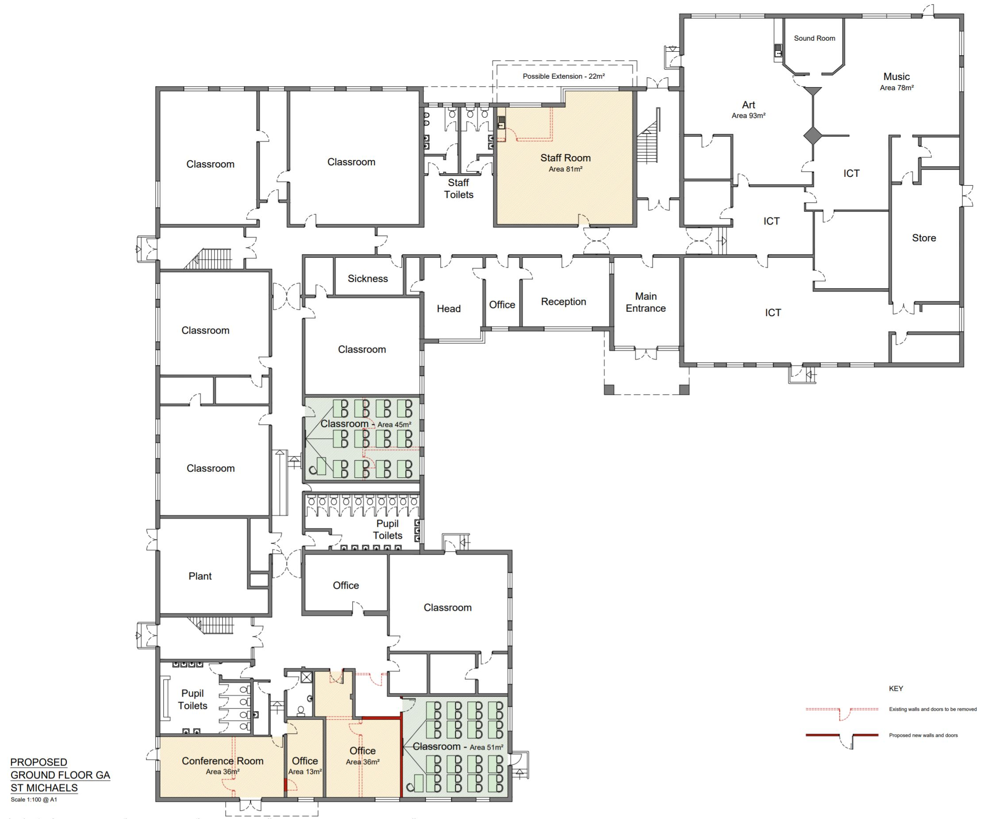 Sound Room
Possible Extension - 22m²
Music
Area 78m²
Art
Area 93m²
Classroom
Classroom
Staff Room
Area 81m²
Staff
Toilets
ICT
ICT
Store
Sickness
Head
Office
Reception
Main
Entrance
ICT
Classroom
Classroom
Classroom - Area 45m²
Classroom
Pupil
Toilets
Plant
Office
Classroom
Pupil
Toilets
Conference Room
Area 36m²
Office
Area 13m²
Office
Area 36m²
Classroom - Area 51m²
KEY
Existing walls and doors to be removed
Proposed new walls and doors
PROPOSED
GROUND FLOOR GA
ST MICHAELS
Scale 1:100 @ A1